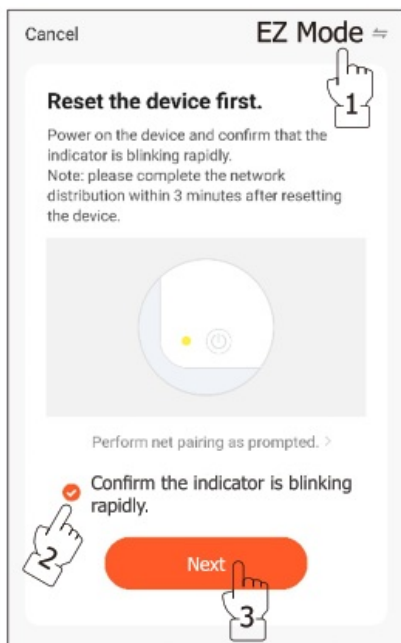 Cancel
EZ Mode
1
Reset the device first.
Power on the device and confirm that the
indicator is blinking rapidly.
Note: please complete the network
distribution within 3 minutes after resetting
the device.
Perform net pairing as prompted. >
Confirm the indicator is blinking
rapidly.
2
Next
3